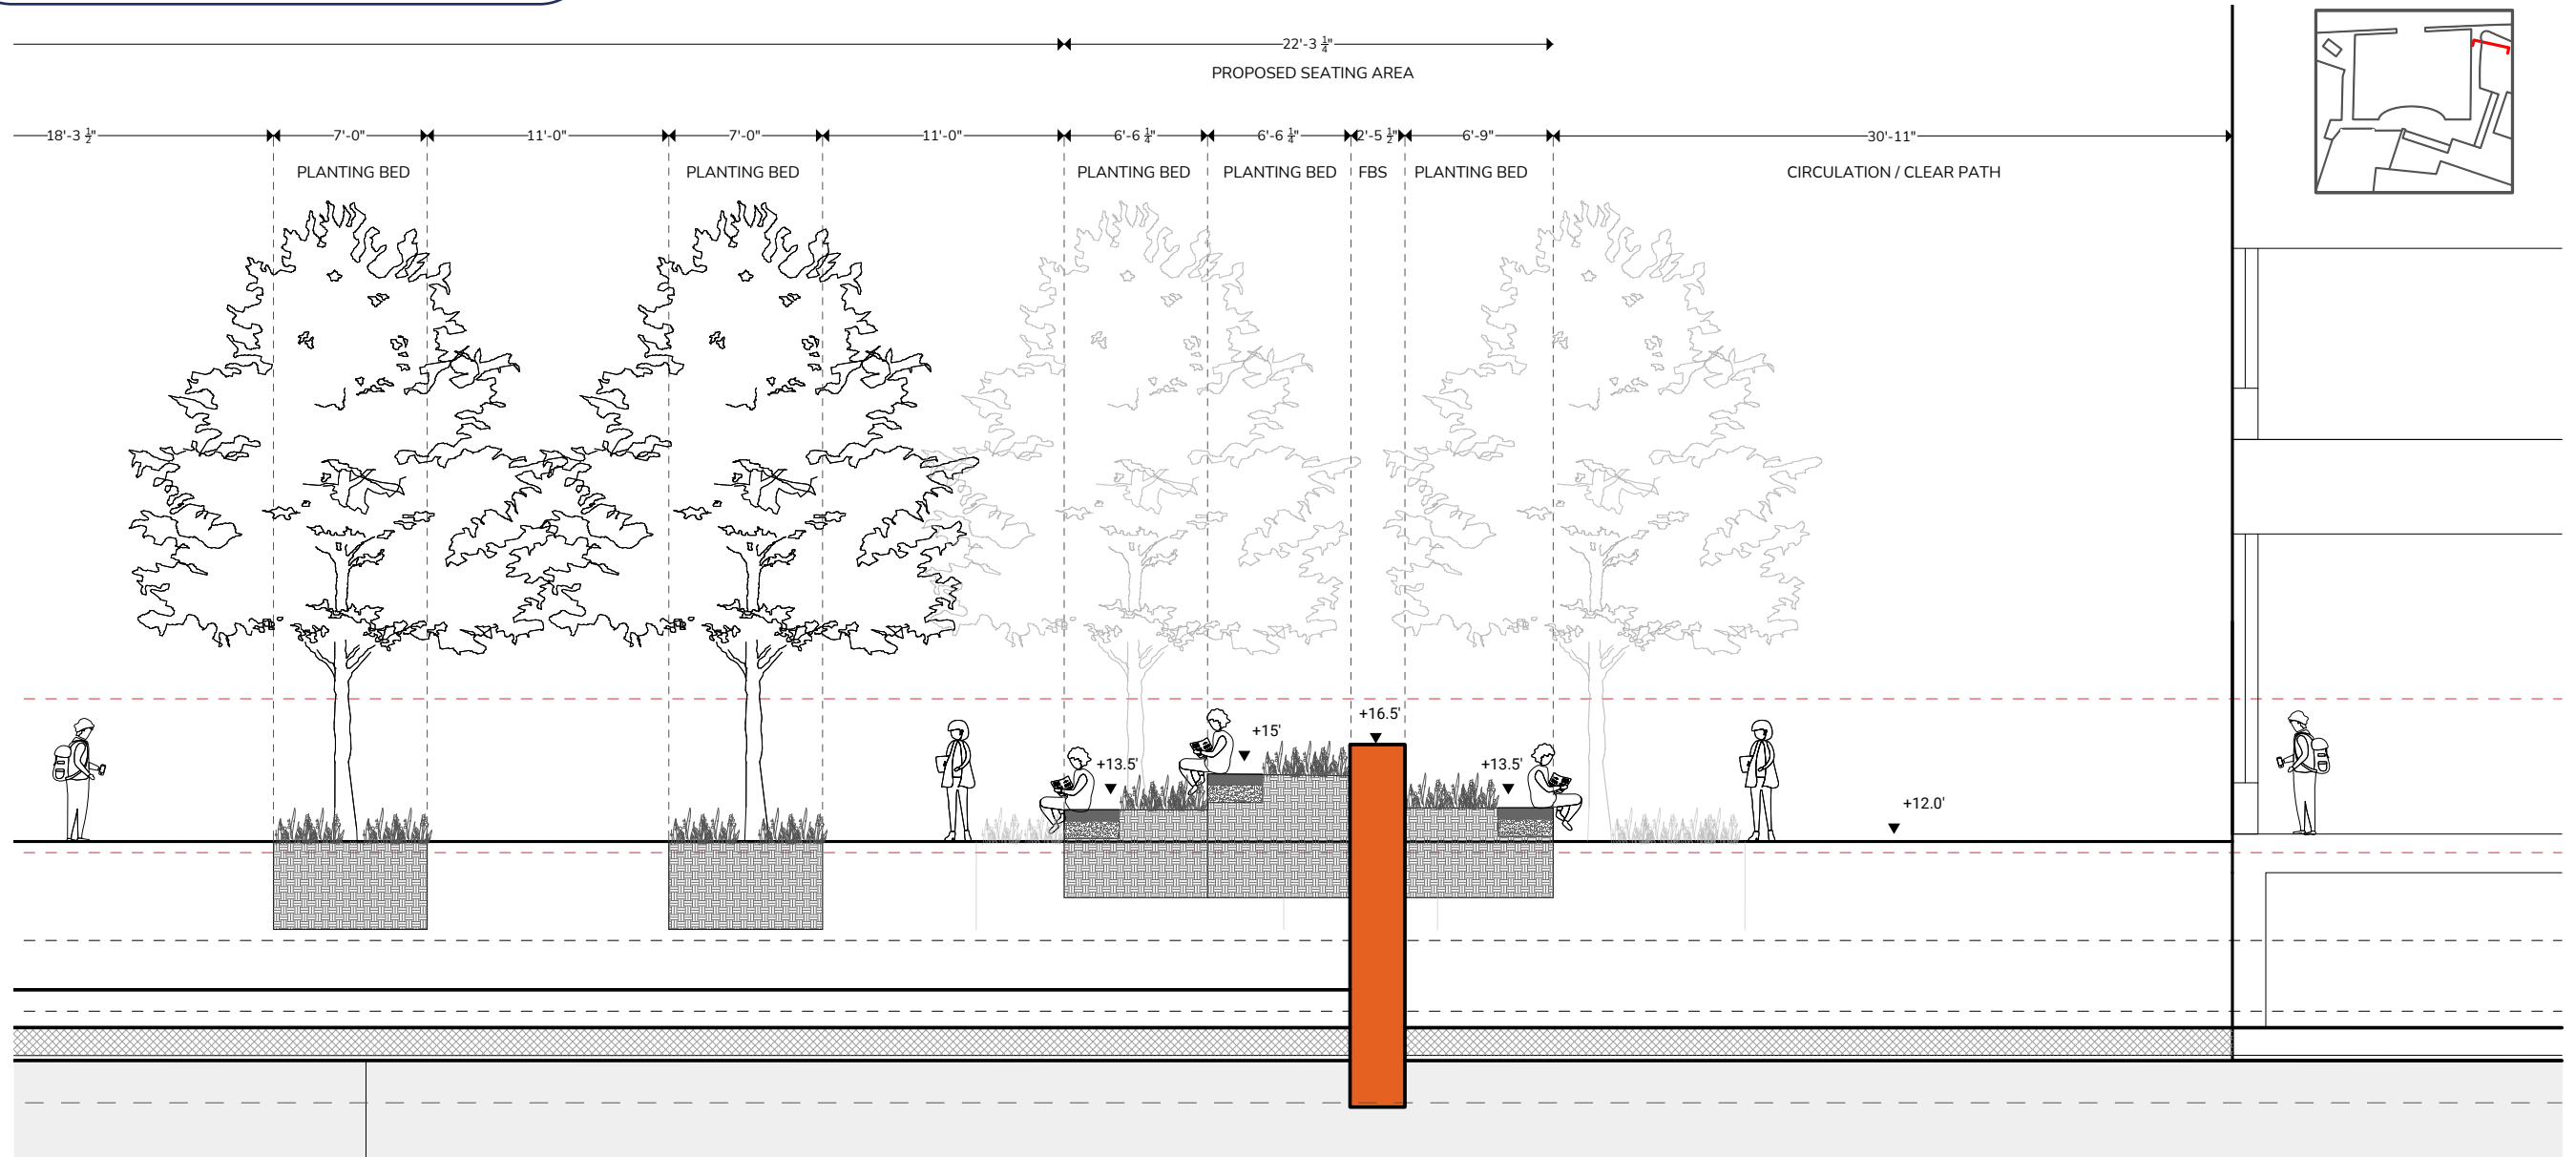 22'-3 1/4"
PROPOSED SEATING AREA
18'-3 1/2" 7'-0" 11'-0" 7'-0" 11'-0" 6'-6 1/4" 6'-6 1/4" 2'-5 1/2" 6'-9" 30'-11"
PLANTING BED PLANTING BED PLANTING BED PLANTING BED FBS PLANTING BED CIRCULATION / CLEAR PATH
+16.5'
+15'
+13.5' +13.5'
+12.0'